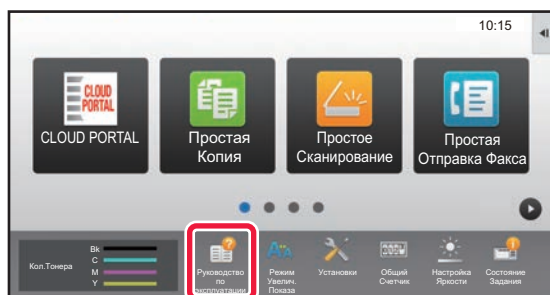 10:15
CLOUD
PORTAL
CLOUD PORTAL
Простая
Копия
Простое
Сканирование
Простая
Отправка Факса
Кол.Тонера
Bk
C
M
Y
Руководство
по
эксплуатации
Режим
Увелич.
Показа
Установки
Общий
Счетчик
Настройка
Яркости
Состояние
Задания